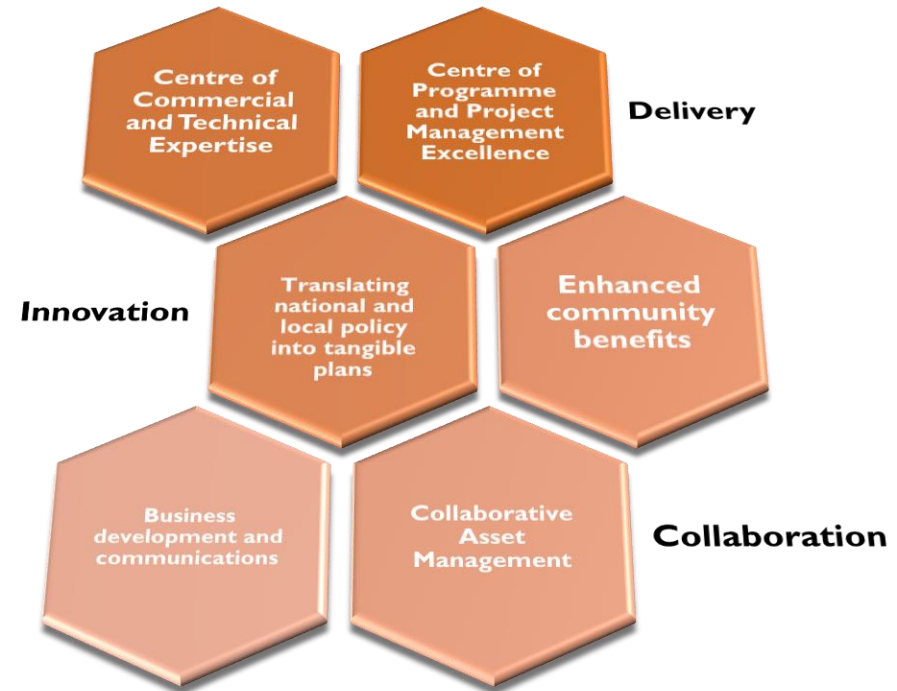 Centre of
Commercial
and Technical
Expertise
Centre of
Programme
and Project
Management
Excellence
Delivery
Innovation
Translating
national and
local policy
into tangible
plans
Enhanced
community
benefits
Business
development and
communications
Collaborative
Asset
Management
Collaboration